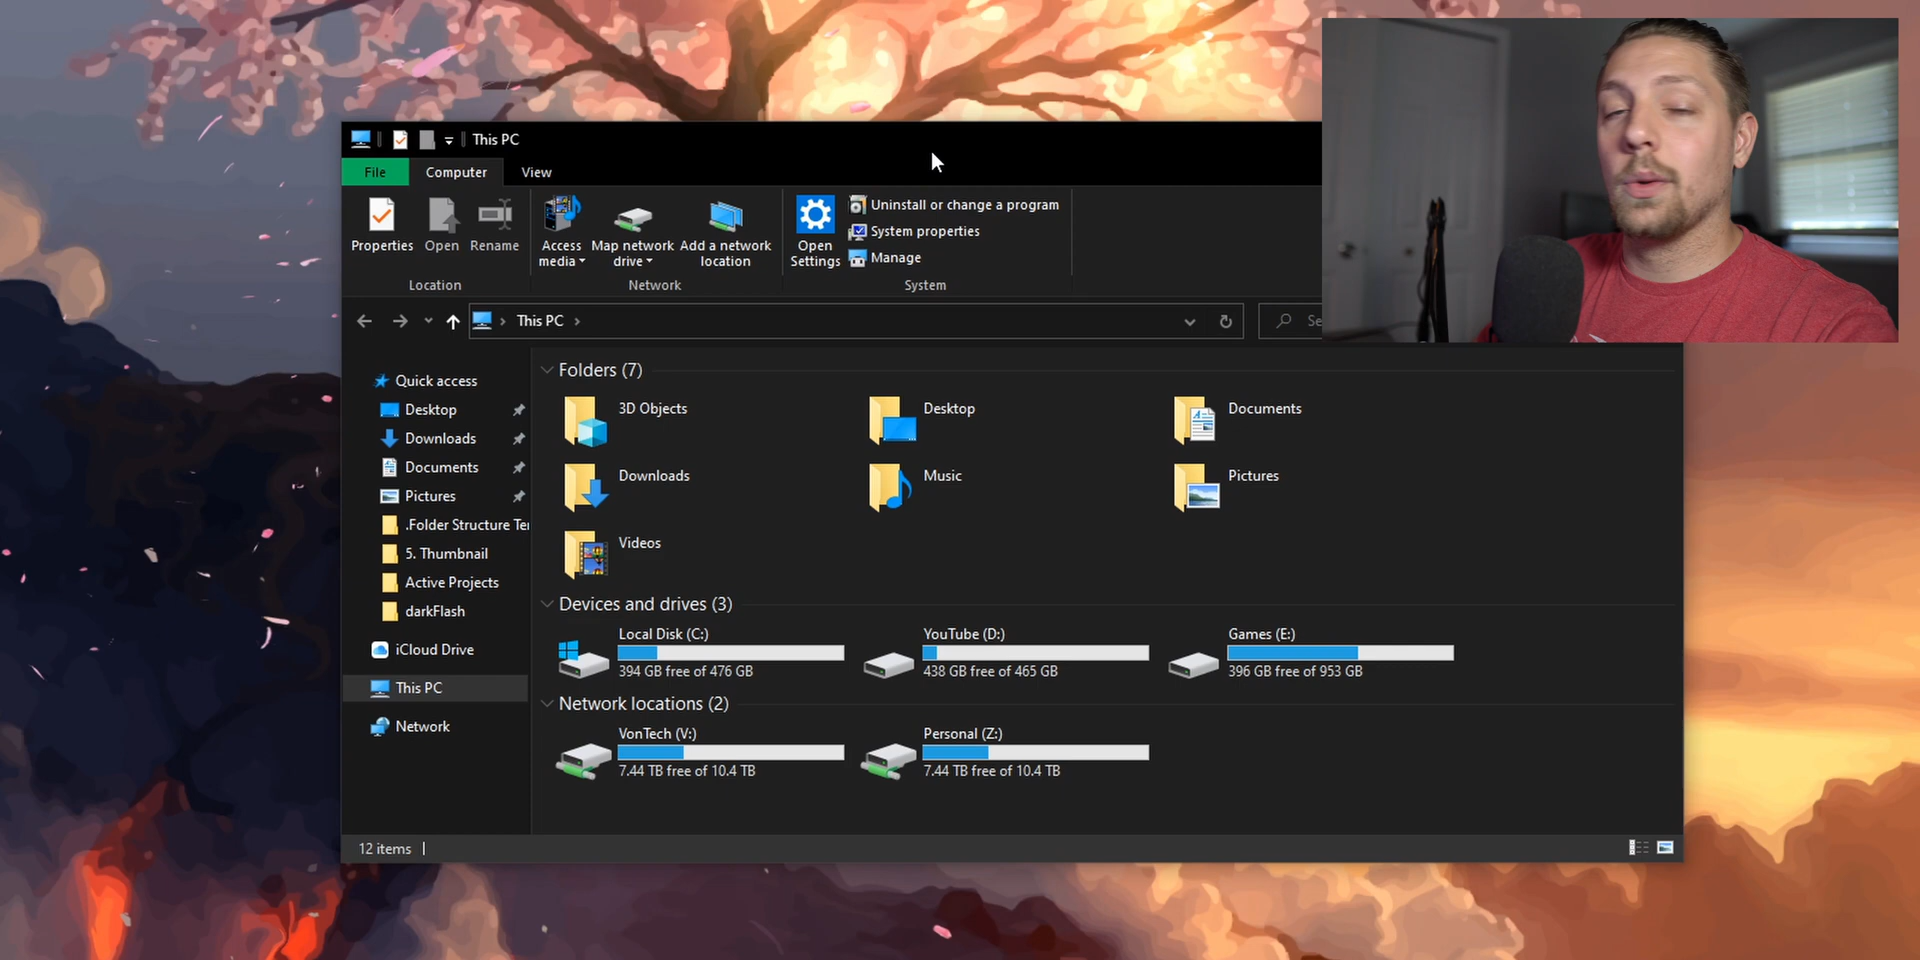 This PC
File
Computer
View
Properties
Open
Rename
Access
media
Map network
drive
Add a network
location
Open
Settings
Uninstall or change a program
System properties
Manage
Location
Network
System
This PC
Se
Quick access
Desktop
Downloads
Documents
Pictures
.Folder Structure Te
5. Thumbnail
Active Projects
darkFlash
iCloud Drive
This PC
Network
Folders (7)
3D Objects
Desktop
Documents
Downloads
Music
Pictures
Videos
Devices and drives (3)
Local Disk (C:)
394 GB free of 476 GB
YouTube (D:)
438 GB free of 465 GB
Games (E:)
396 GB free of 953 GB
Network locations (2)
VonTech (V:)
7.44 TB free of 10.4 TB
Personal (Z:)
7.44 TB free of 10.4 TB
12 items